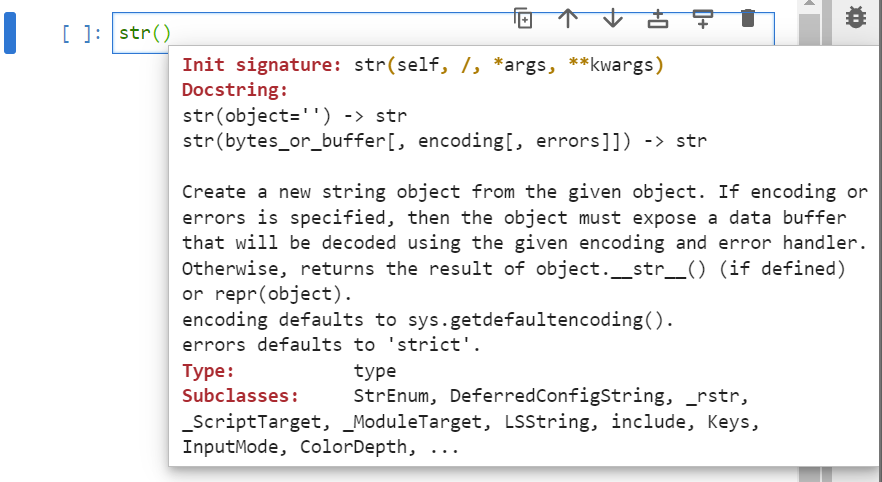 [ ]: str()
Init signature: str(self, /, *args, **kwargs)
Docstring:
str(object='') -> str
str(bytes_or_buffer[, encoding[, errors]]) -> str
Create a new string object from the given object. If encoding or
errors is specified, then the object must expose a data buffer
that will be decoded using the given encoding and error handler.
Otherwise, returns the result of object.__str__() (if defined)
or repr(object).
encoding defaults to sys.getdefaultencoding().
errors defaults to 'strict'.
Type: type
Subclasses: StrEnum, DeferredConfigString, _rstr,
_ScriptTarget, _ModuleTarget, LSString, include, Keys,
InputMode, ColorDepth, ...